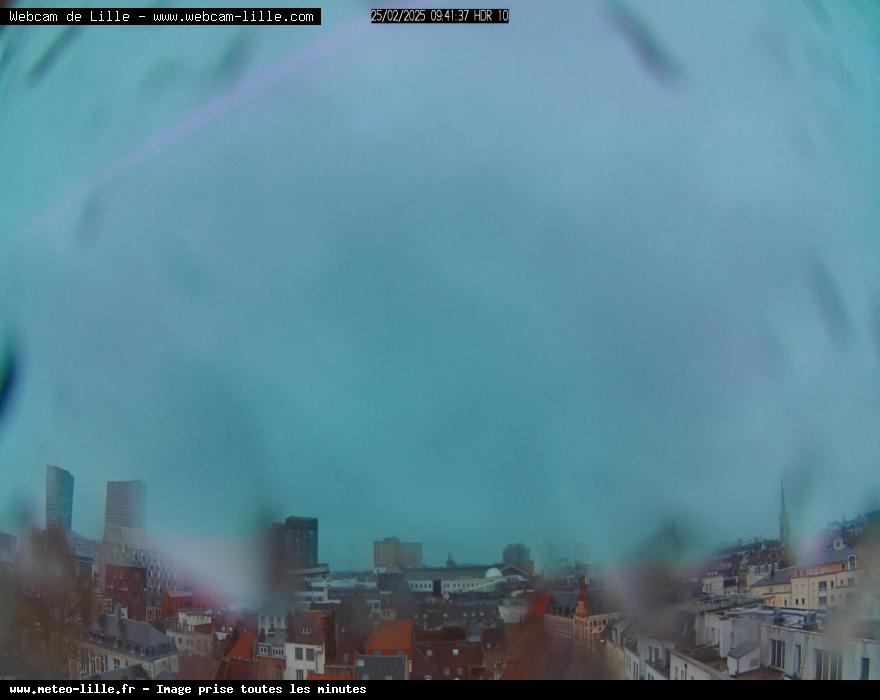 Webcam de Lille - www.webcam-lille.com
25/02/2025 09:41:37 HDR 10
www.meteo-lille.fr - Image prise toutes les minutes